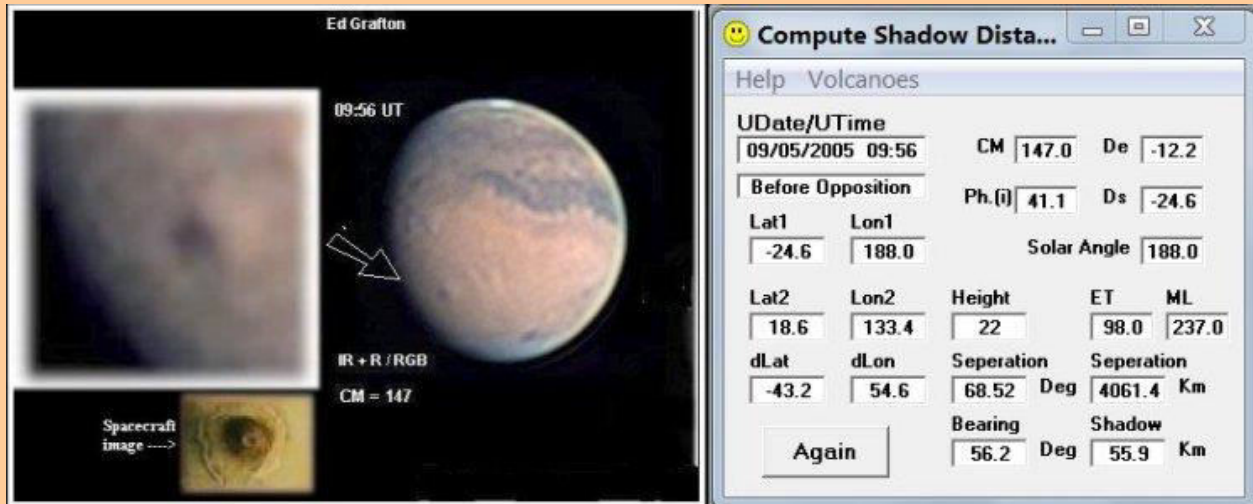 Ed Grafton
09:56 UT
IR + R / RGB
CM = 147
Spacecraft
image ---->
Compute Shadow Dista...
Help Volcanoes
UDate/UTime
09/05/2005 09:56
CM 147.0 De -12.2
Before Opposition
Ph.(i) 41.1 Ds -24.6
Lat1 Lon1
-24.6 188.0
Solar Angle 188.0
Lat2 Lon2 Height ET ML
18.6 133.4 22 98.0 237.0
dLat dLon Seperation Seperation
-43.2 54.6 68.52 Deg 4061.4 Km
Bearing Shadow
Again 56.2 Deg 55.9 Km